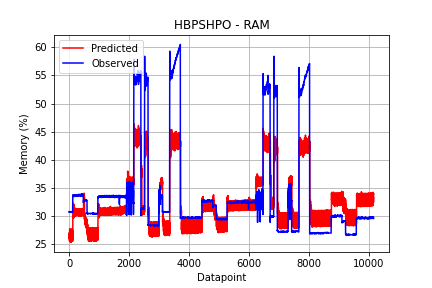 HBPSHPO - RAM
Predicted
Observed
Memory (%)
60
55
50
45
40
35
30
25
0
2000
4000
6000
8000
10000
Datapoint